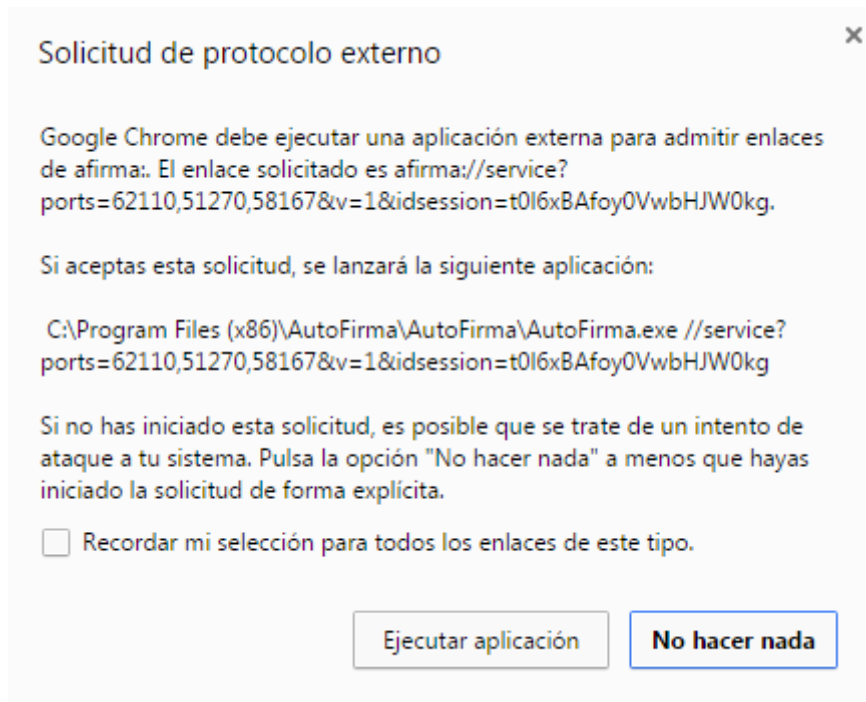 Solicitud de protocolo externo
Google Chrome debe ejecutar una aplicación externa para admitir enlaces
de afirma:. El enlace solicitado es afirma://service?
ports=62110,51270,58167&v=1&idsession=t0I6xBAfoy0VwbHJW0kg.
Si aceptas esta solicitud, se lanzará la siguiente aplicación:
C:\Program Files (x86)\AutoFirma\AutoFirma\AutoFirma.exe //service?
ports=62110,51270,58167&v=1&idsession=t0I6xBAfoy0VwbHJW0kg
Si no has iniciado esta solicitud, es posible que se trate de un intento de
ataque a tu sistema. Pulsa la opción "No hacer nada" a menos que hayas
iniciado la solicitud de forma explícita.
Recordar mi selección para todos los enlaces de este tipo.
Ejecutar aplicación
No hacer nada